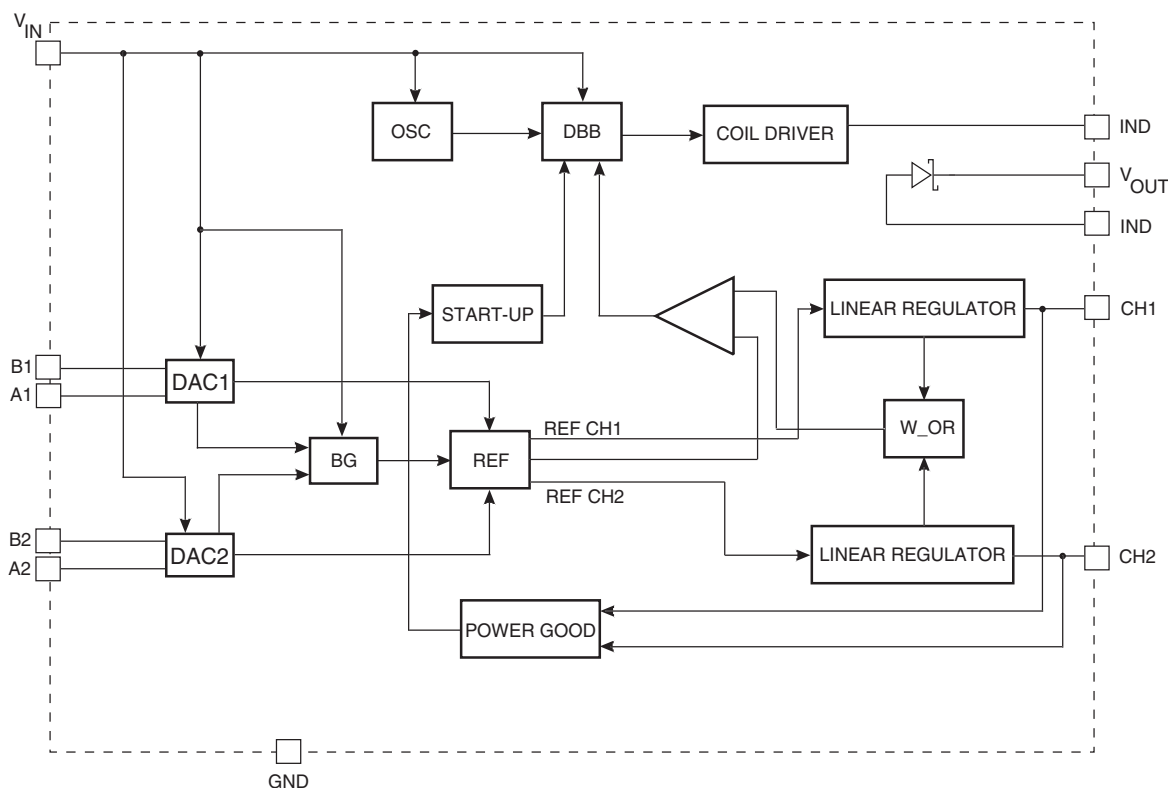 VIN
OSC
DBB
COIL DRIVER
IND
VOUT
IND
START-UP
LINEAR REGULATOR
CH1
B1
A1
DAC1
W_OR
REF CH1
BG
REF
REF CH2
B2
A2
DAC2
LINEAR REGULATOR
CH2
POWER GOOD
GND